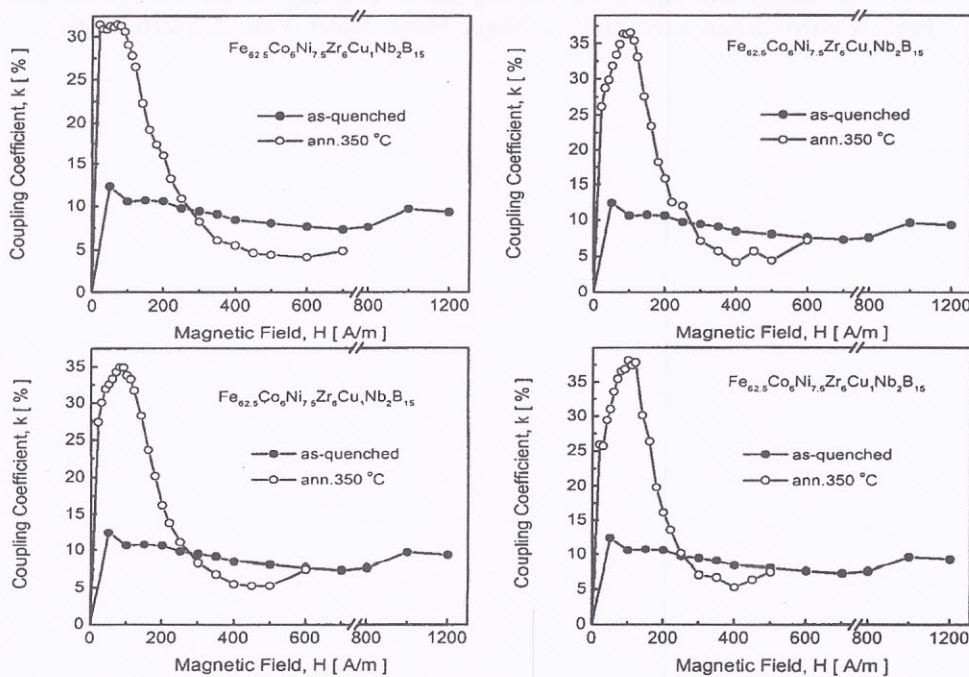 Coupling Coefficient, k [ % ]
30
25
20
15
10
5
0
Fe62.5Co6Ni7.5Zr6Cu1Nb2B15
as-quenched
ann.350 °C
0 200 400 600 800 1000 1200
Magnetic Field, H [ A/m ]
Coupling Coefficient, k [ % ]
35
30
25
20
15
10
5
0
Fe62.5Co6Ni7.5Zr6Cu1Nb2B15
as-quenched
ann.350 °C
0 200 400 600 800 1000 1200
Magnetic Field, H [ A/m ]
Coupling Coefficient, k [ % ]
35
30
25
20
15
10
5
0
Fe62.5Co6Ni7.5Zr6Cu1Nb2B15
as-quenched
ann.350 °C
0 200 400 600 800 1000 1200
Magnetic Field, H [ A/m ]
Coupling Coefficient, k [ % ]
35
30
25
20
15
10
5
0
Fe62.5Co6Ni7.5Zr6Cu1Nb2B15
as-quenched
ann.350 °C
0 200 400 600 800 1000 1200
Magnetic Field, H [ A/m ]